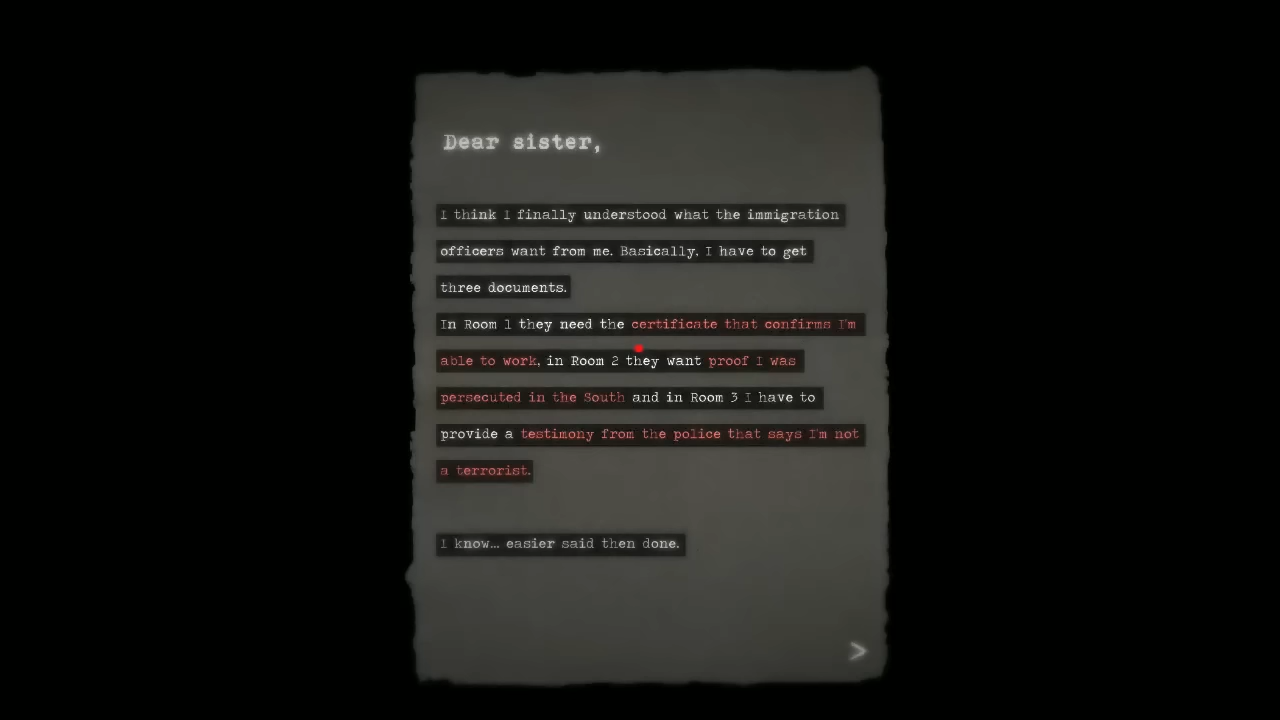 Dear sister,
I think I finally understood what the immigration
officers want from me. Basically, I have to get
three documents.
In Room 1 they need the certificate that confirms I'm
able to work, in Room 2 they want proof I was
persecuted in the South and in Room 3 I have to
provide a testimony from the police that says I'm not
a terrorist.
I know... easier said then done.
>